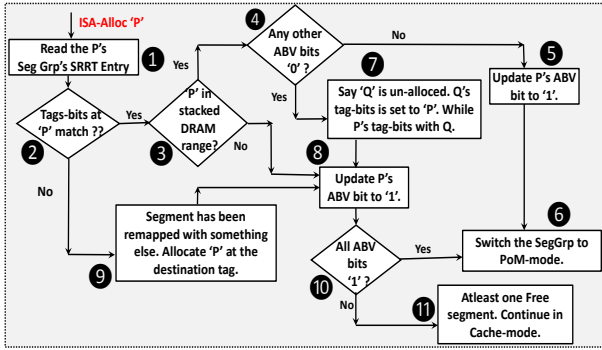 ISA-Alloc ‘P’
Read the P’s
Seg Grp’s SRRT Entry
1
Tags-bits at
‘P’ match ??
2
Yes
No
‘P’ in
stacked
DRAM
range?
3
Yes
No
4
Any other
ABV bits
‘0’ ?
No
Yes
5
Update P’s ABV
bit to ‘1’.
7
Say ‘Q’ is un-alloced. Q’s
tag-bits is set to ‘P’. While
P’s tag-bits with Q.
8
Update P’s
ABV bit to ‘1’.
6
Switch the SegGrp to
PoM-mode.
Segment has been
remapped with something
else. Allocate ‘P’ at the
destination tag.
9
All ABV
bits
‘1’ ?
10
Yes
No
11
Atleast one Free
segment. Continue in
Cache-mode.